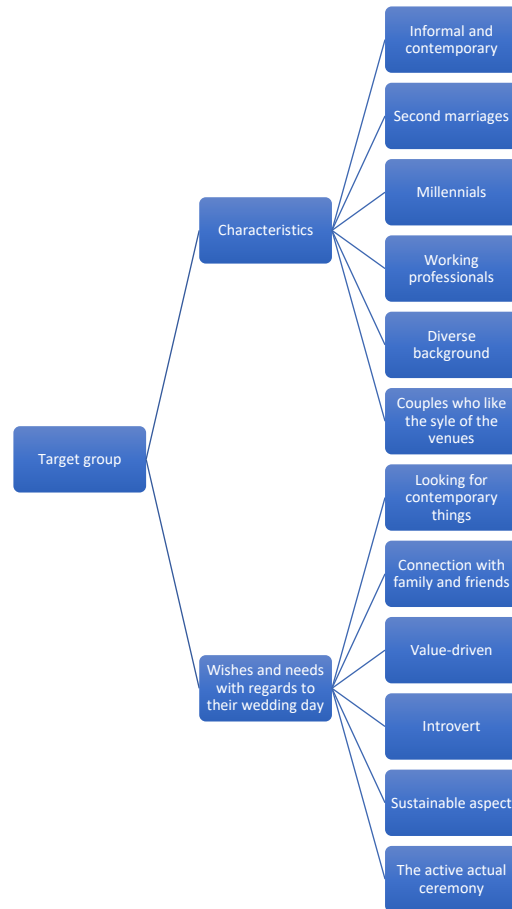 Target group
Characteristics
Informal and
contemporary
Second marriages
Millennials
Working
professionals
Diverse
background
Couples who like
the syle of the
venues
Wishes and needs
with regards to
their wedding day
Looking for
contemporary
things
Connection with
family and friends
Value-driven
Introvert
Sustainable aspect
The active actual
ceremony